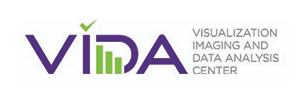 VIDA
VISUALIZATION
IMAGING AND
DATA ANALYSIS
CENTER